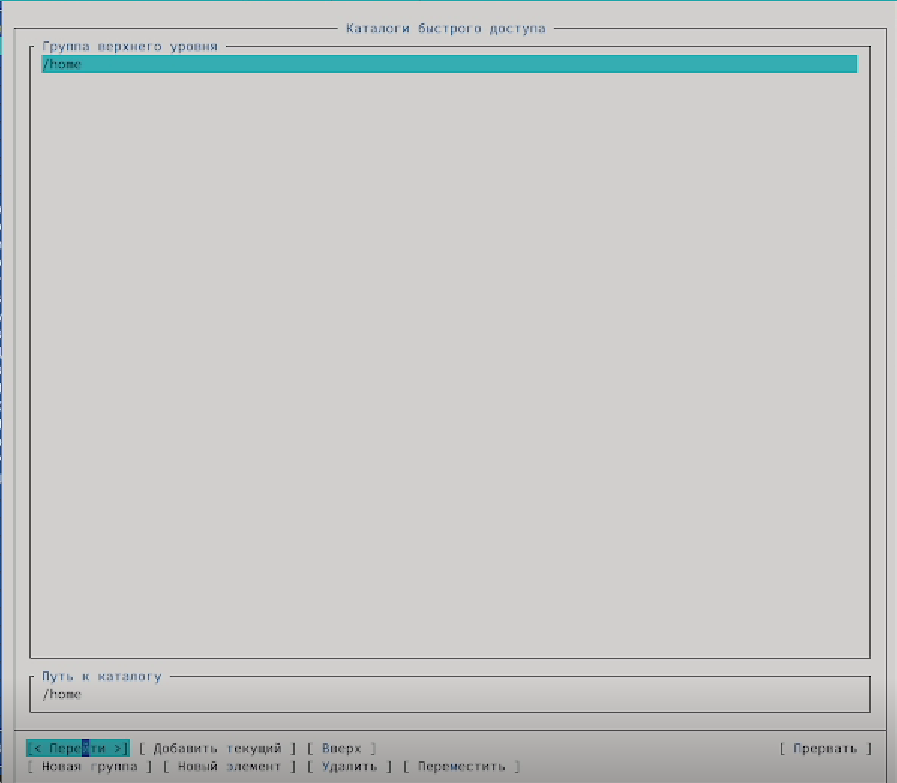 Каталоги быстрого доступа
Группа верхнего уровня
/home
Путь к каталогу
/home
[< Перейти >] [ Добавить текущий ] [ Вверх ] [ Прервать ]
[ Новая группа ] [ Новый элемент ] [ Удалить ] [ Переместить ]